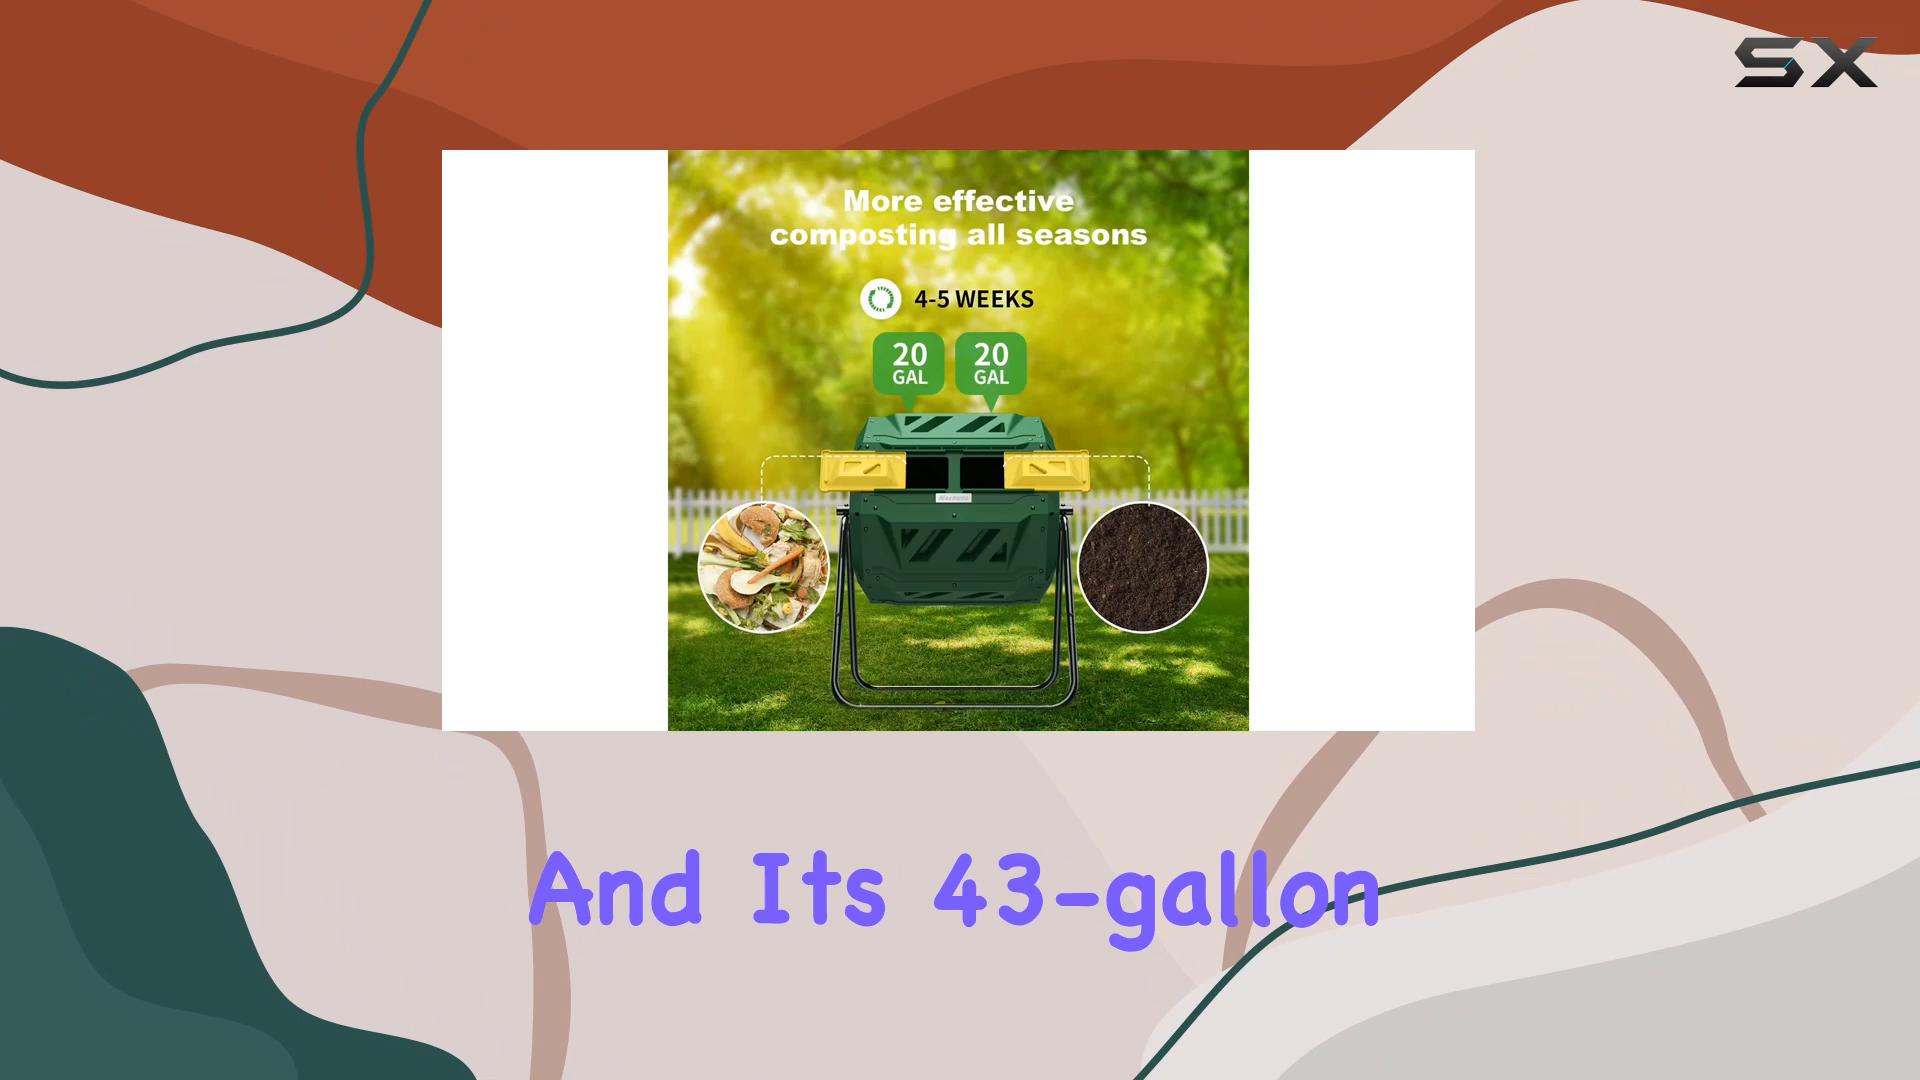 SX
More effective
composting all seasons
4-5 WEEKS
20 20
GAL GAL
And Its 43-gallon